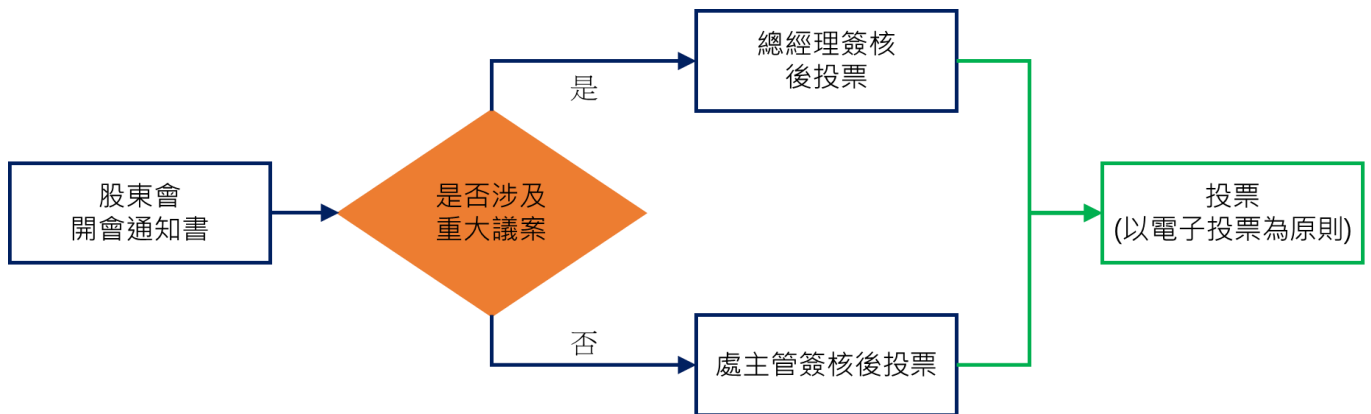 股東會
開會通知書
是否涉及
重大議案
是
總經理簽核
後投票
否
處主管簽核後投票
投票
(以電子投票為原則)